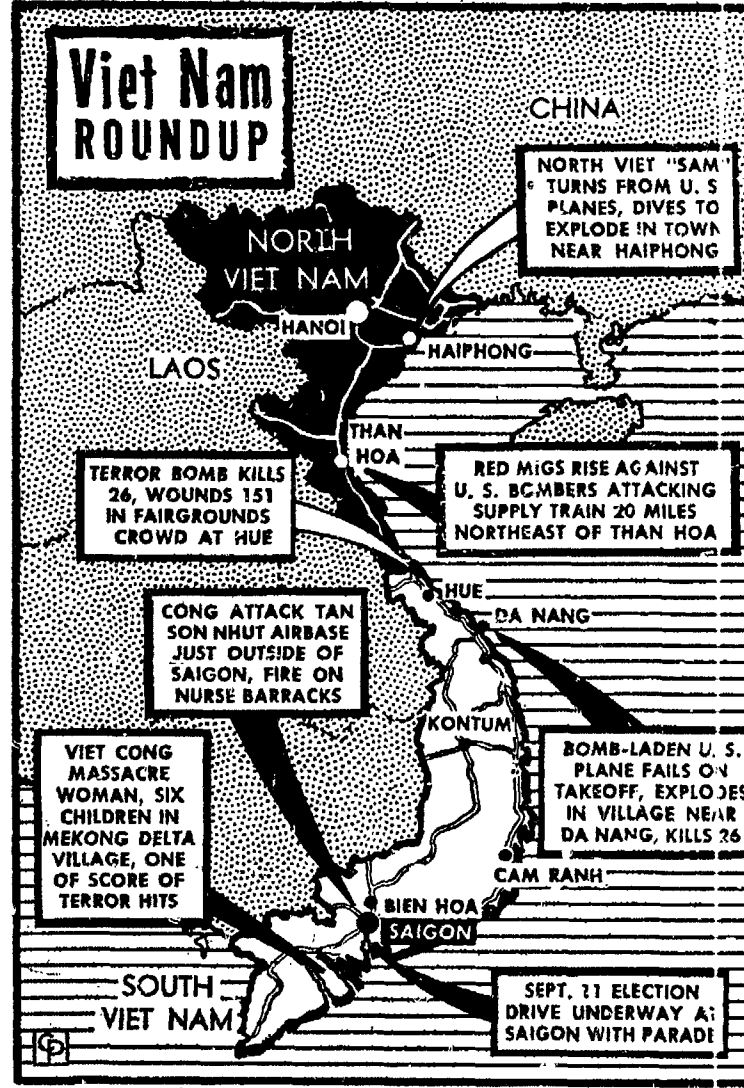 Viet Nam
ROUNDUP
CHINA
NORTH VIET "SAM"
TURNS FROM U. S
PLANES, DIVES TO
EXPLODE IN TOWN
NEAR HAIPHONG
NORTH
VIET NAM
HANOI
HAIPHONG
LAOS
THAN
HOA
TERROR BOMB KILLS
26, WOUNDS 151
IN FAIRGROUNDS
CROWD AT HUE
RED MIGS RISE AGAINST
U. S. BOMBERS ATTACKING
SUPPLY TRAIN 20 MILES
NORTHEAST OF THAN HOA
HUE
DA NANG
CONG ATTACK TAN
SON NHUT AIRBASE
JUST OUTSIDE OF
SAIGON, FIRE ON
NURSE BARRACKS
KONTUM
VIET CONG
MASSACRE
WOMAN, SIX
CHILDREN IN
MEKONG DELTA
VILLAGE, ONE
OF SCORE OF
TERROR HITS
BOMB-LADEN U. S.
PLANE FAILS ON
TAKEOFF, EXPLODES
IN VILLAGE NEAR
DA NANG, KILLS 26
CAM RANH
BIEN HOA
SAIGON
SOUTH
VIET NAM
SEPT. 11 ELECTION
DRIVE UNDERWAY AT
SAIGON WITH PARADE
CP